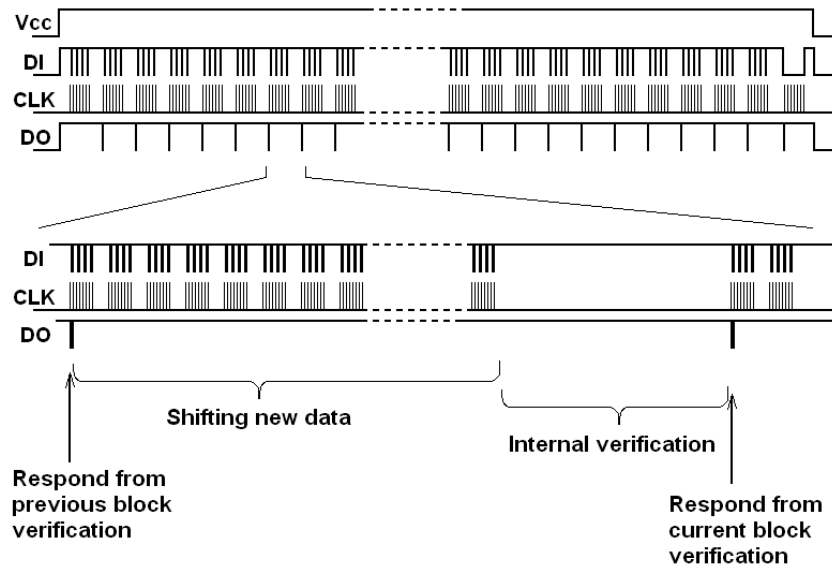 Vcc
DI
CLK
DO
DI
CLK
DO
Shifting new data
Internal verification
Respond from
previous block
verification
Respond from
current block
verification